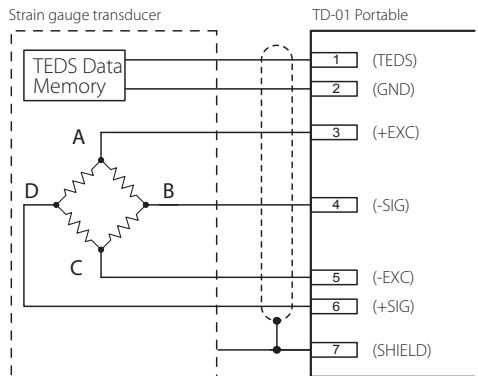 Strain gauge transducer
TD-01 Portable
TEDS Data
Memory
1 (TEDS)
2 (GND)
A
3 (+EXC)
D
B
4 (-SIG)
C
5 (-EXC)
6 (+SIG)
7 (SHIELD)